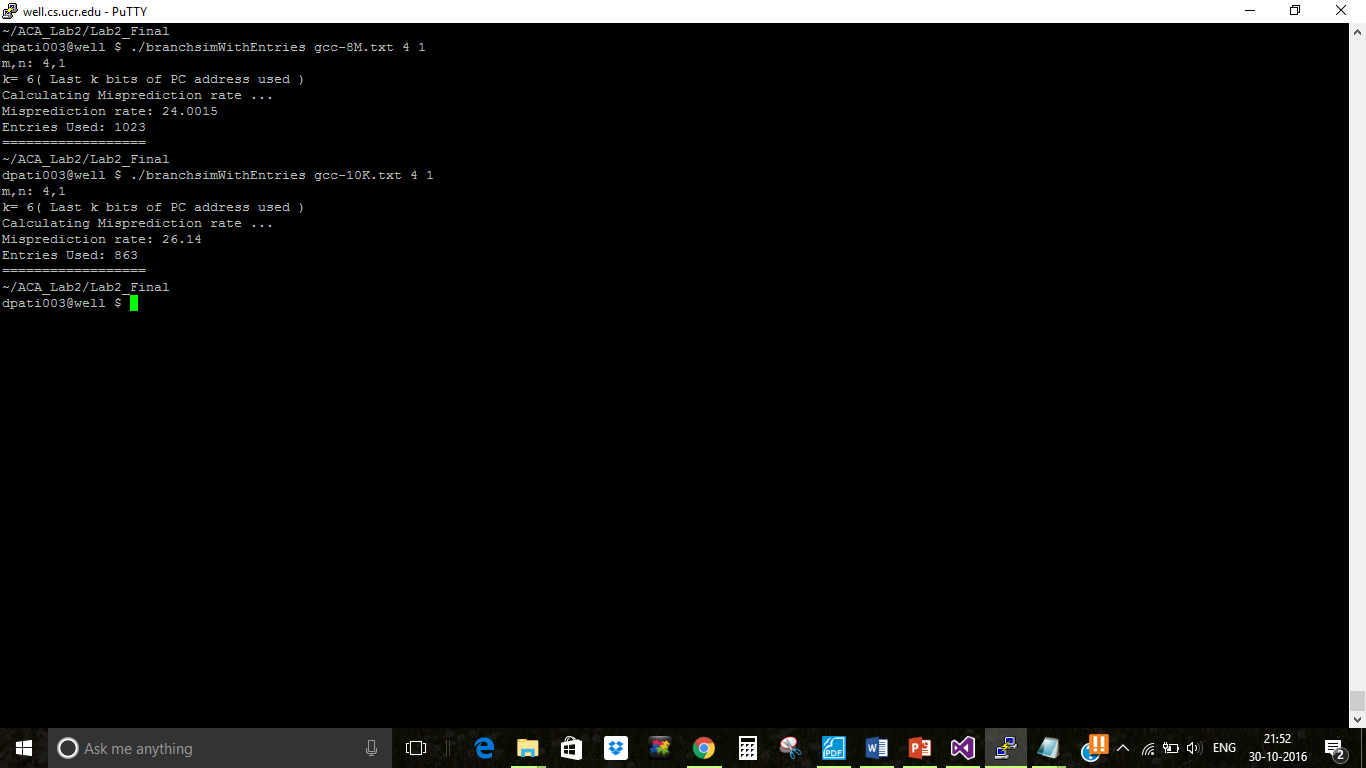 well.cs.ucr.edu - PuTTY
~/ACA_Lab2/Lab2_Final
dpati003@well $ ./branchsimWithEntries gcc-8M.txt 4 1
m,n: 4,1
k= 6( Last k bits of PC address used )
Calculating Misprediction rate ...
Misprediction rate: 24.0015
Entries Used: 1023
==================
~/ACA_Lab2/Lab2_Final
dpati003@well $ ./branchsimWithEntries gcc-10K.txt 4 1
m,n: 4,1
k= 6( Last k bits of PC address used )
Calculating Misprediction rate ...
Misprediction rate: 26.14
Entries Used: 863
==================
~/ACA_Lab2/Lab2_Final
dpati003@well $
Ask me anything
ENG
21:52
30-10-2016
2